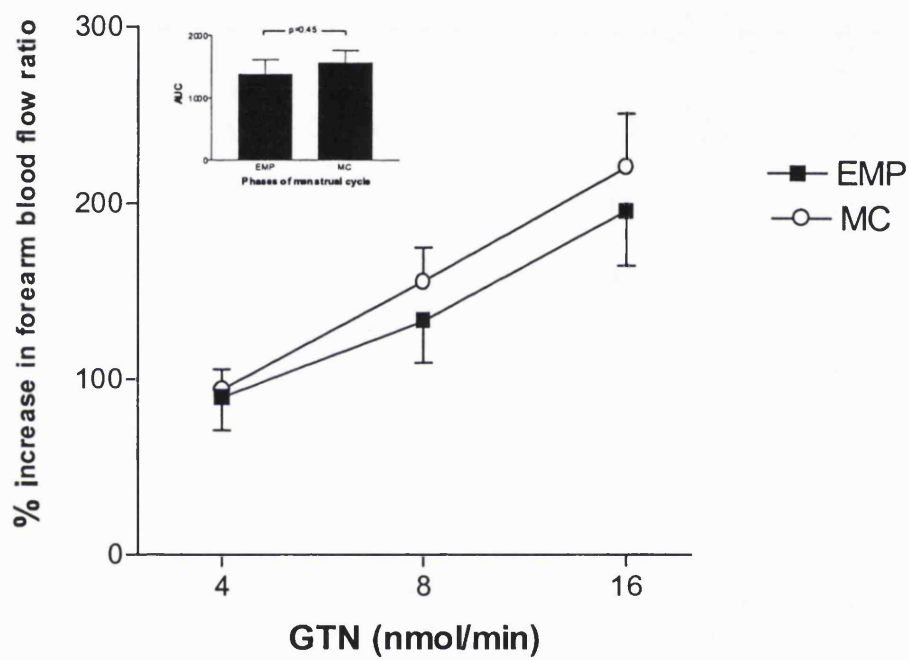 % increase in forearm blood flow ratio
300
200
100
0
4
8
16
GTN (nmol/min)
EMP
MC
AUC
2000
1000
0
p=0.45
EMP
MC
Phases of menstrual cycle